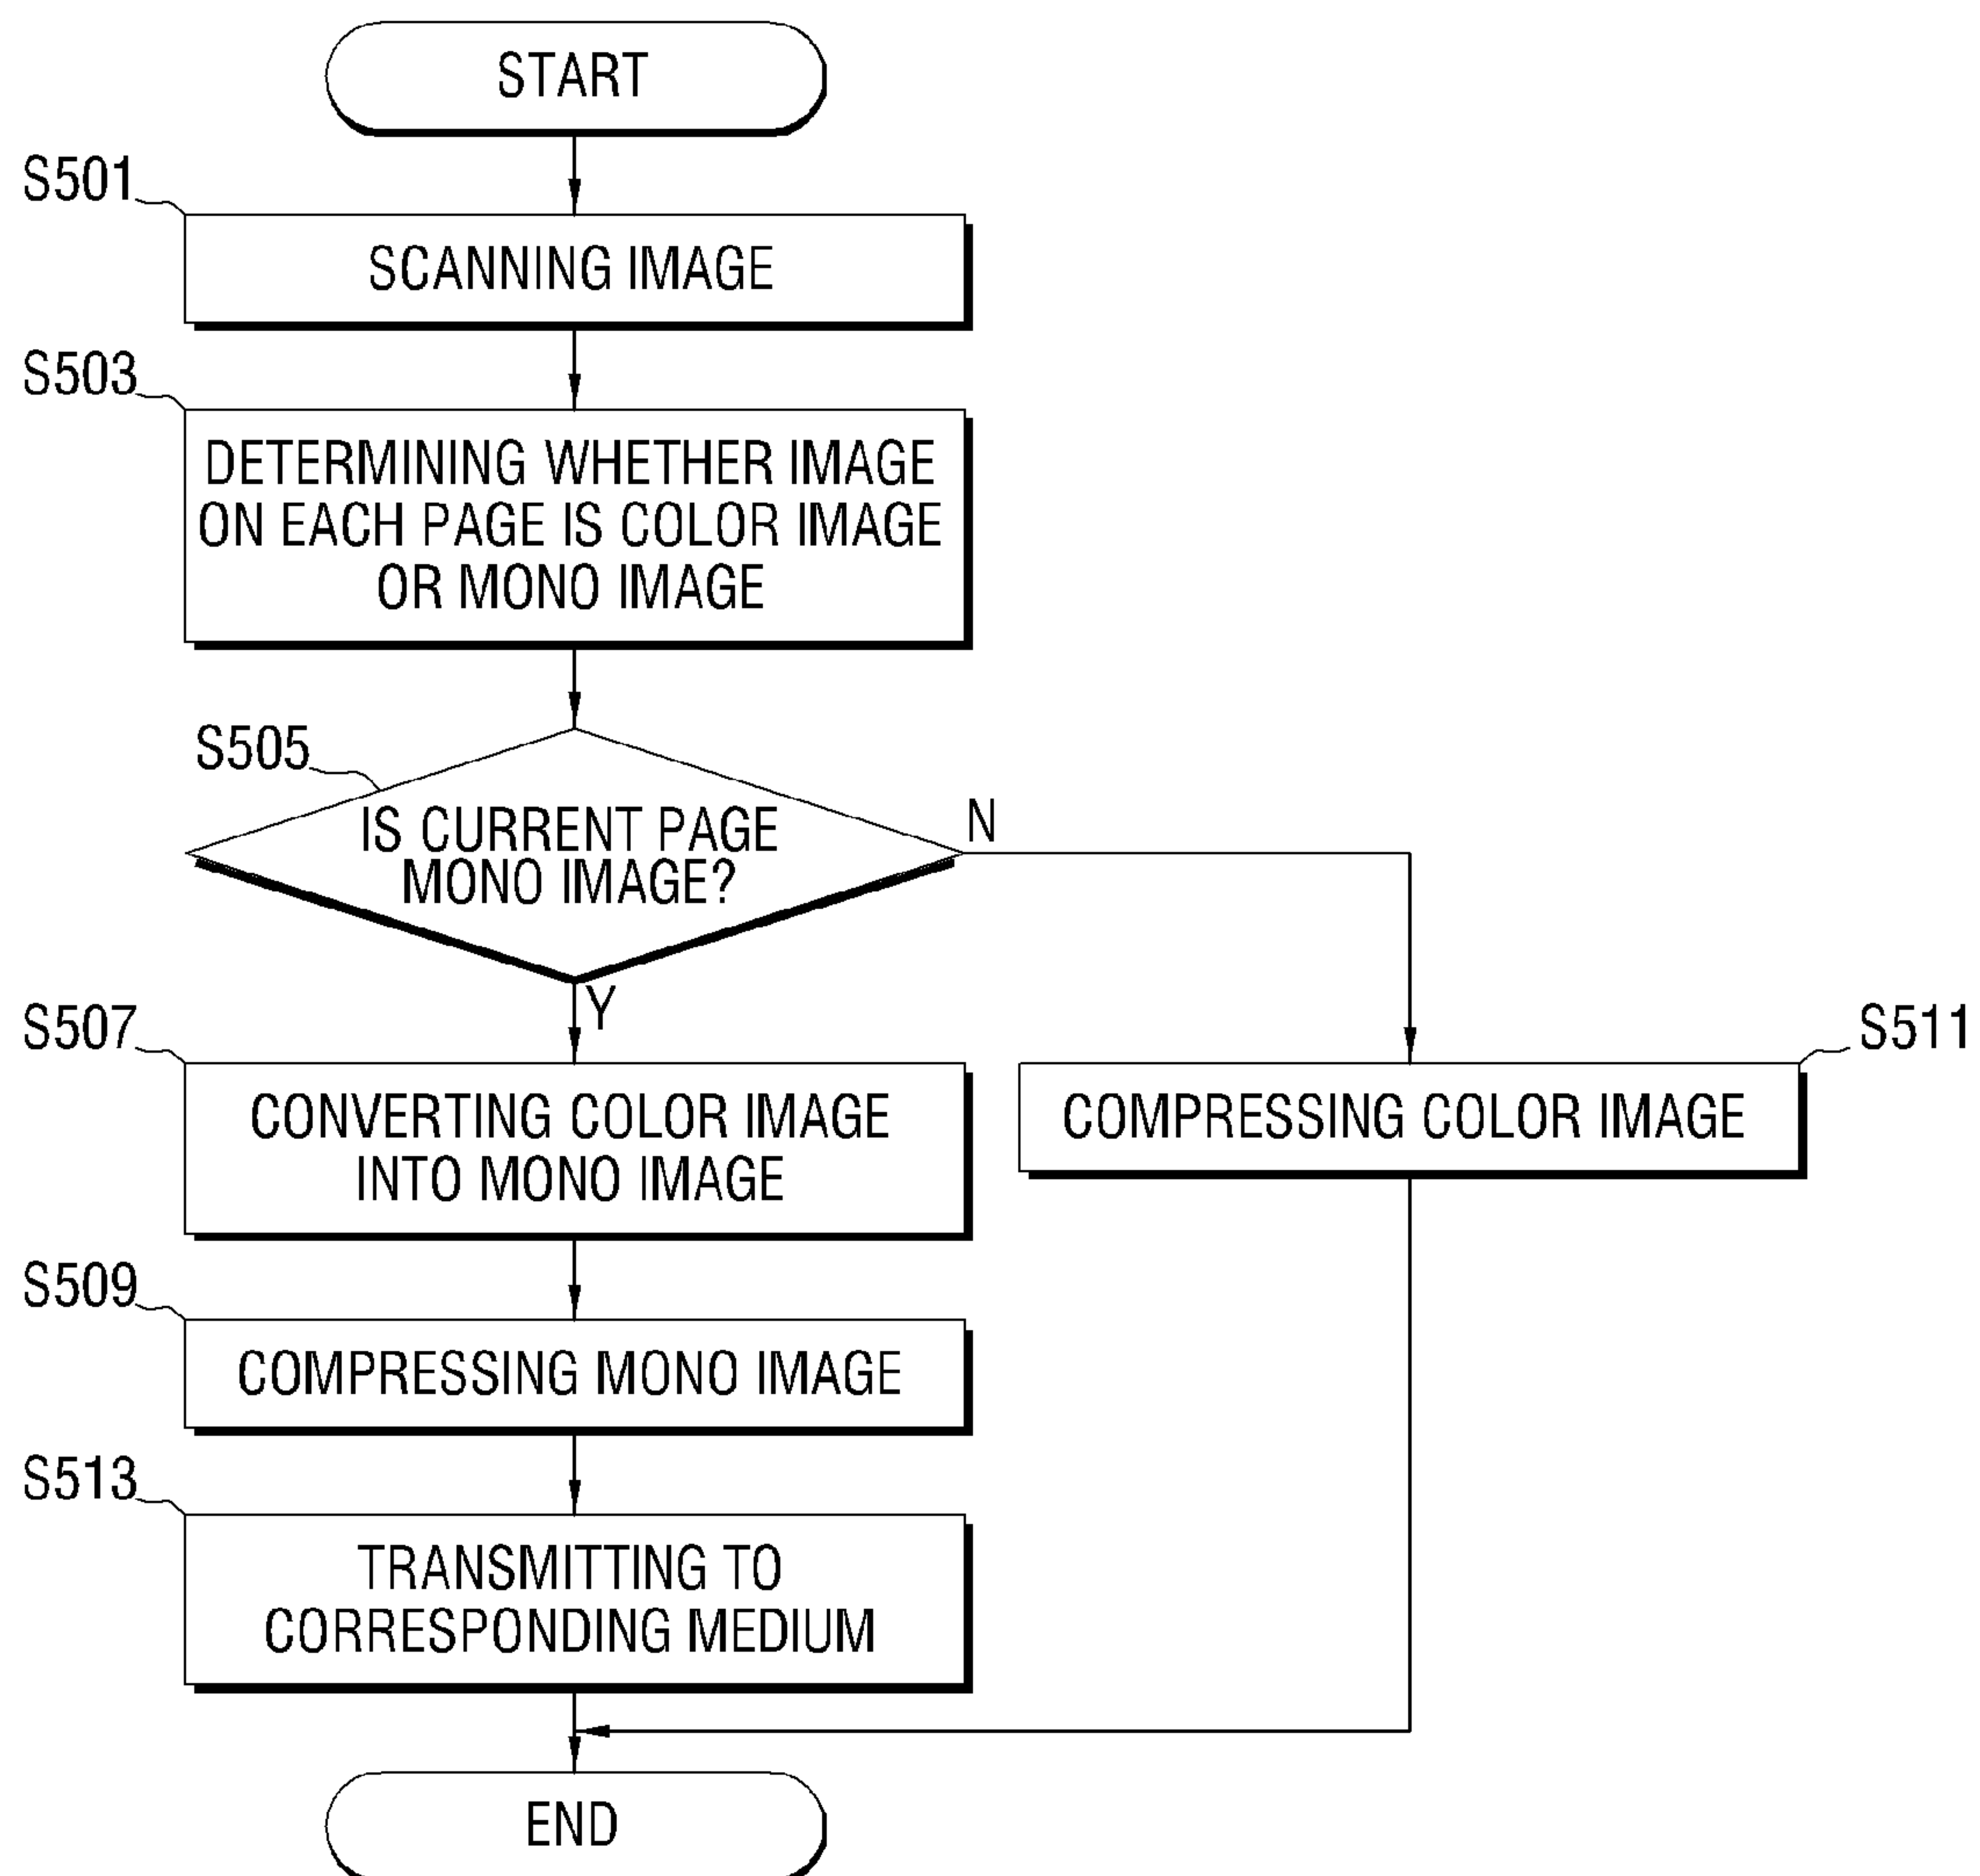 START
S501
SCANNING IMAGE
S503
DETERMINING WHETHER IMAGE
ON EACH PAGE IS COLOR IMAGE
OR MONO IMAGE
S505
IS CURRENT PAGE
MONO IMAGE?
N
Y
S507
CONVERTING COLOR IMAGE
INTO MONO IMAGE
S511
COMPRESSING COLOR IMAGE
S509
COMPRESSING MONO IMAGE
S513
TRANSMITTING TO
CORRESPONDING MEDIUM
END